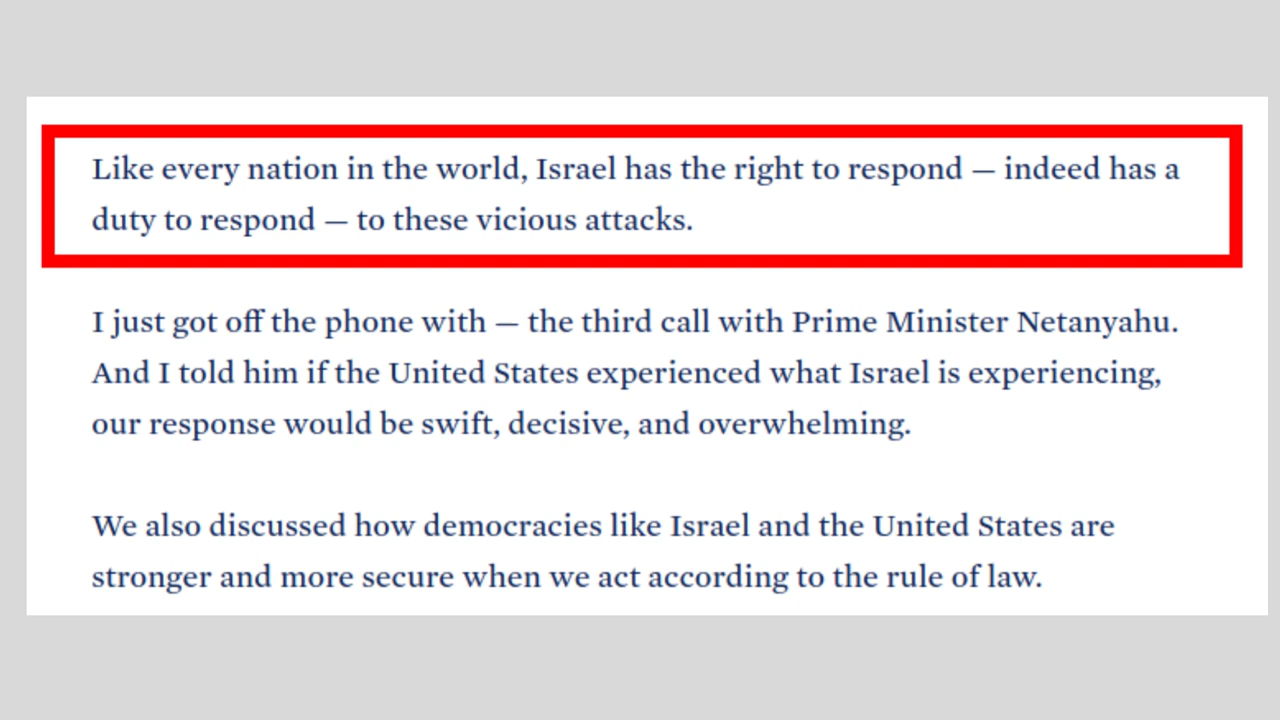 Like every nation in the world, Israel has the right to respond — indeed has a
duty to respond — to these vicious attacks.
I just got off the phone with — the third call with Prime Minister Netanyahu.
And I told him if the United States experienced what Israel is experiencing,
our response would be swift, decisive, and overwhelming.
We also discussed how democracies like Israel and the United States are
stronger and more secure when we act according to the rule of law.